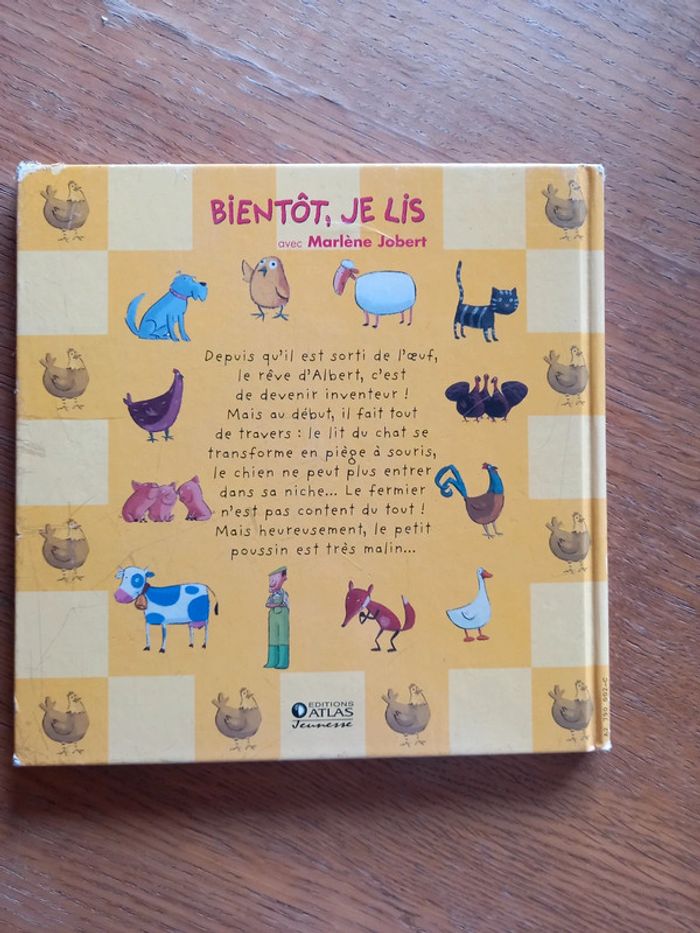 BIENTÔT, JE LIS
avec Marlène Jobert
Depuis qu'il est sorti de l'œuf,
le rêve d'Albert, c'est
de devenir inventeur !
Mais au début, il fait tout
de travers : le lit du chat se
transforme en piège à souris,
le chien ne peut plus entrer
dans sa niche... Le fermier
n'est pas content du tout !
Mais heureusement, le petit
poussin est très malin...
EDITIONS
ATLAS
Jeunesse